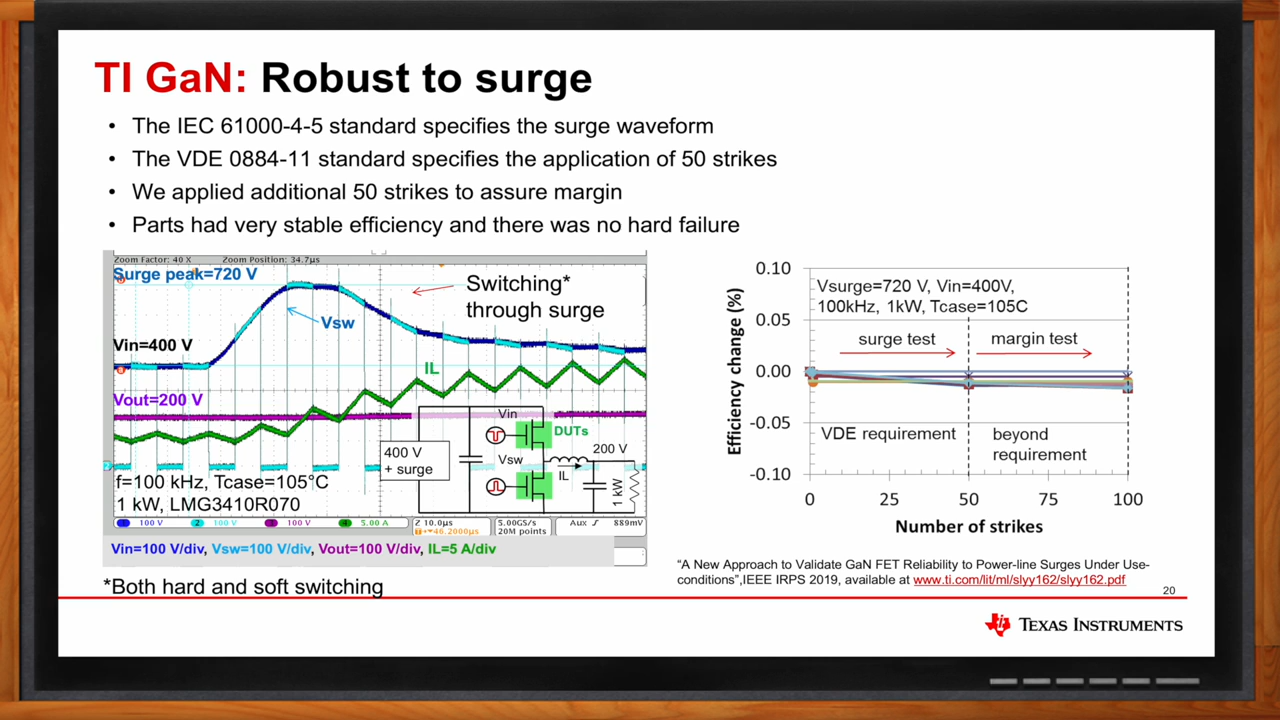 TI GaN: Robust to surge
• The IEC 61000-4-5 standard specifies the surge waveform
• The VDE 0884-11 standard specifies the application of 50 strikes
• We applied additional 50 strikes to assure margin
• Parts had very stable efficiency and there was no hard failure
Zoom Factor: 40 X Zoom Position: 34.7µs
Surge peak=720 V
Switching*
through surge
Vsw
Vin=400 V
IL
Vout=200 V
Vin
DUTs
400 V
+ surge
Vsw
200 V
IL
1 kW
f=100 kHz, Tcase=105°C
1 kW, LMG3410R070
1 100 V 2 100 V 3 100 V 4 5.00 A
Z 10.0µs
46.2000µs
5.00GS/s
20M points
Aux
889mV
Vin=100 V/div, Vsw=100 V/div, Vout=100 V/div, IL=5 A/div
*Both hard and soft switching
Efficiency change (%)
0.10
0.05
0.00
-0.05
-0.10
Vsurge=720 V, Vin=400V,
100kHz, 1kW, Tcase=105C
surge test
margin test
VDE requirement
beyond
requirement
0 25 50 75 100
Number of strikes
"A New Approach to Validate GaN FET Reliability to Power-line Surges Under Use-
conditions",IEEE IRPS 2019, available at www.ti.com/lit/ml/slyy162/slyy162.pdf
20
TEXAS INSTRUMENTS